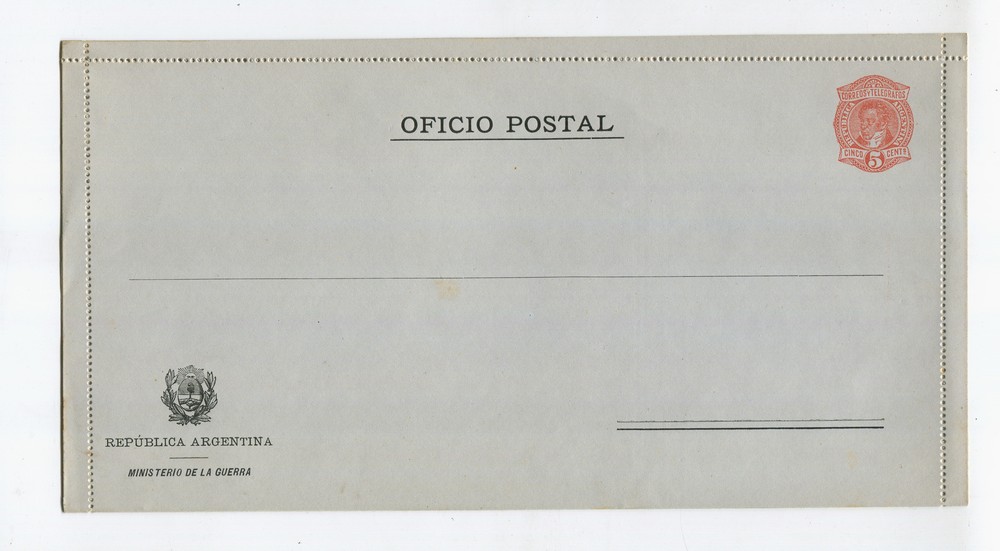 OFICIO POSTAL
CORREOS Y TELEGRAFOS
REPUBLICA ARGENTINA
CINCO 5 CENTS
REPÚBLICA ARGENTINA
MINISTERIO DE LA GUERRA